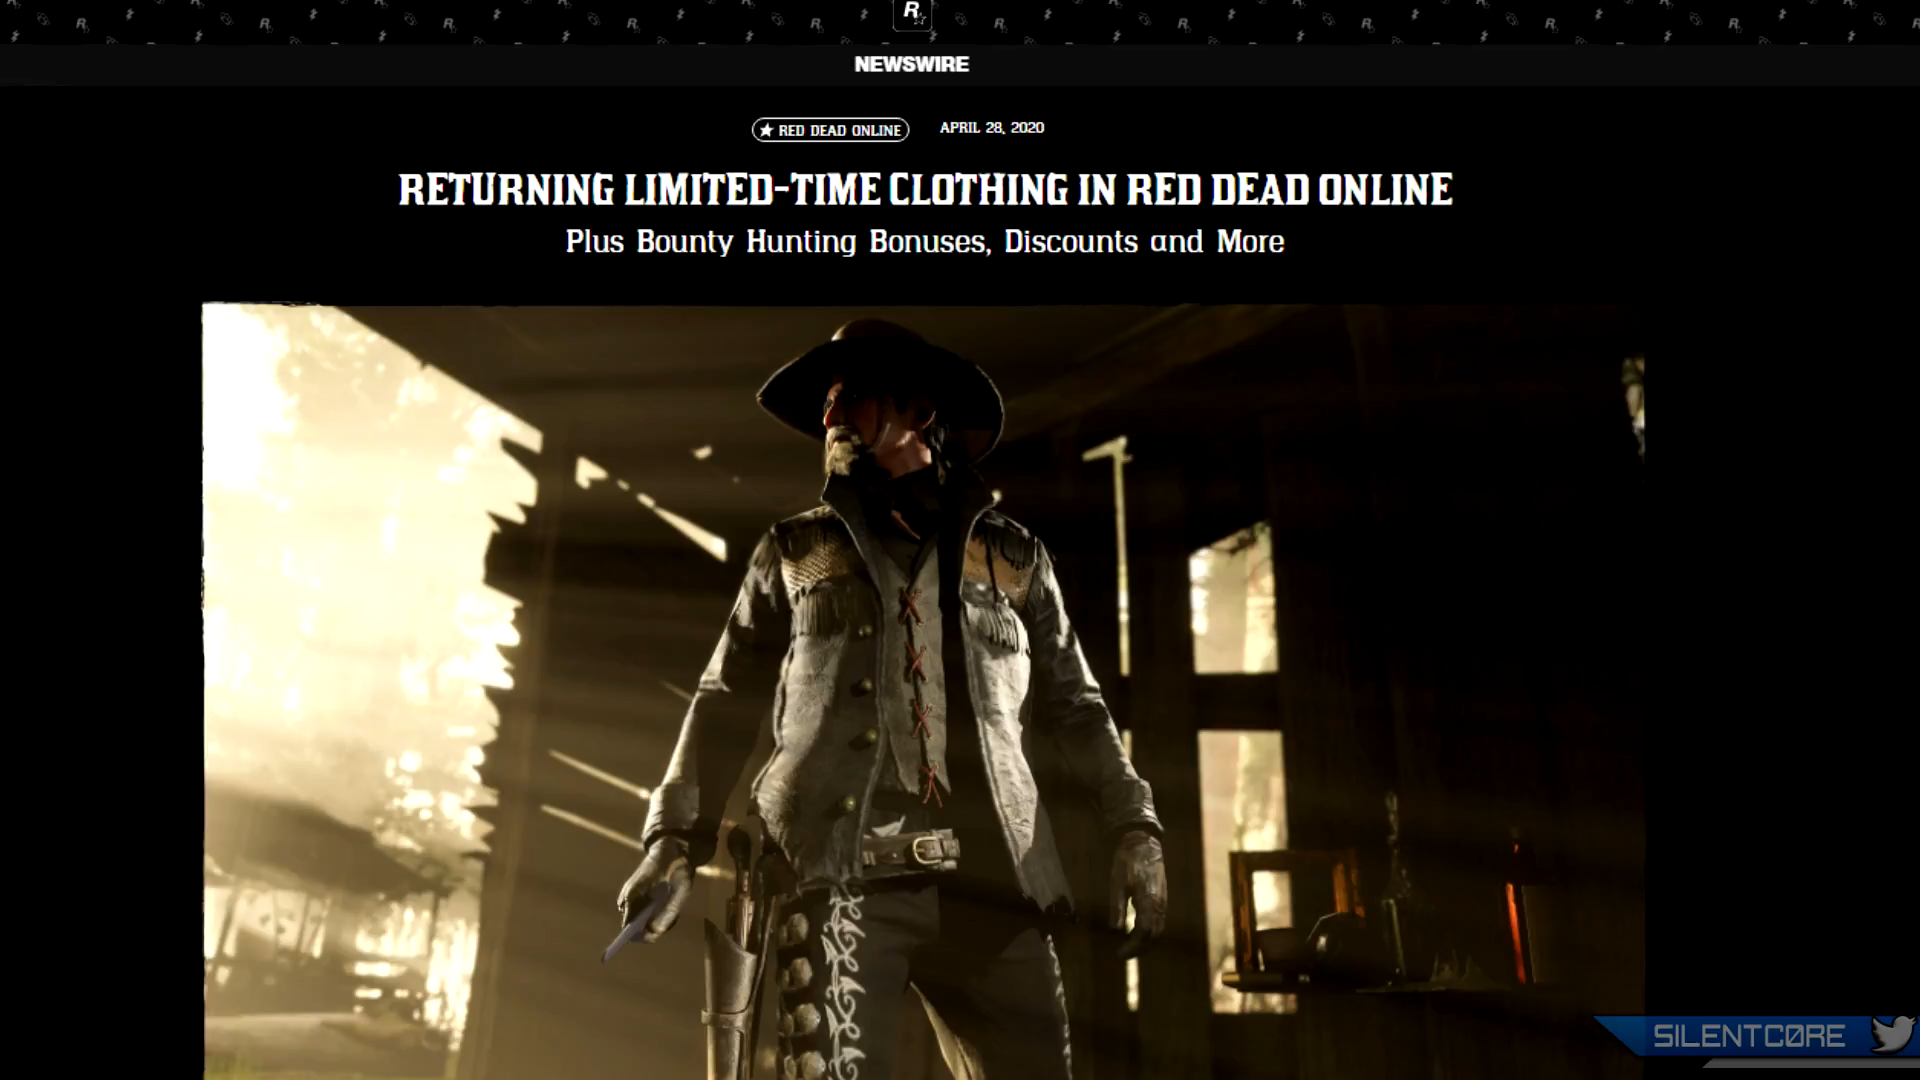 R
NEWSWIRE
RED DEAD ONLINE APRIL 28, 2020
RETURNING LIMITED-TIME CLOTHING IN RED DEAD ONLINE
Plus Bounty Hunting Bonuses, Discounts and More
SILENTCØRE